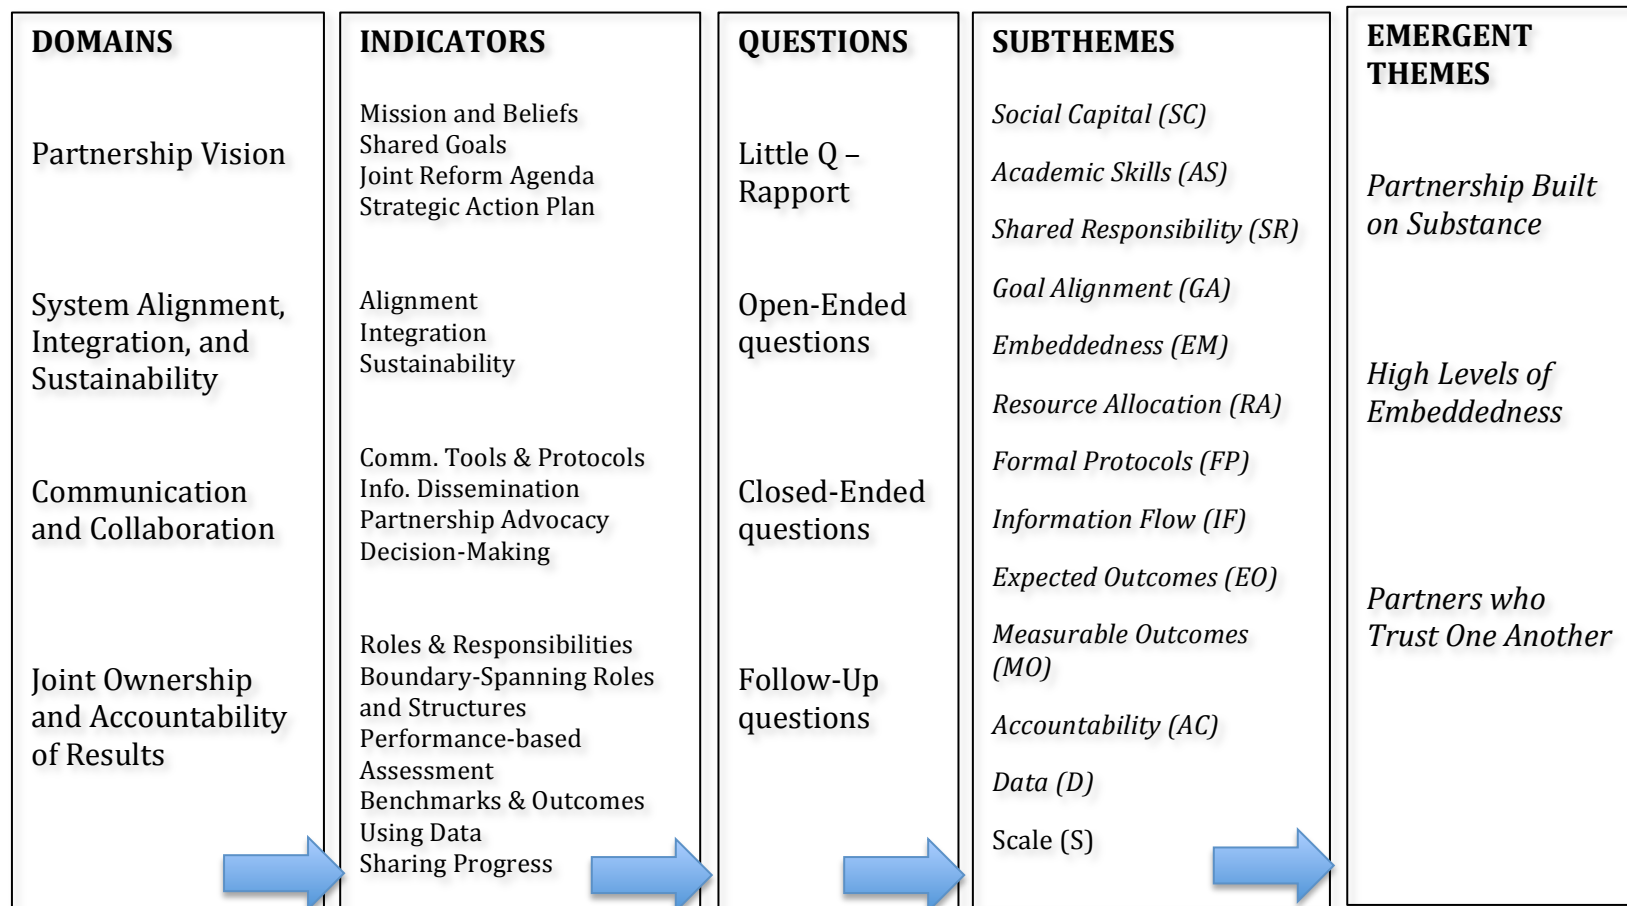 DOMAINS
Partnership Vision
System Alignment,
Integration, and
Sustainability
Communication
and Collaboration
Joint Ownership
and Accountability
of Results
INDICATORS
Mission and Beliefs
Shared Goals
Joint Reform Agenda
Strategic Action Plan
Alignment
Integration
Sustainability
Comm. Tools & Protocols
Info. Dissemination
Partnership Advocacy
Decision-Making
Roles & Responsibilities
Boundary-Spanning Roles
and Structures
Performance-based
Assessment
Benchmarks & Outcomes
Using Data
Sharing Progress
QUESTIONS
Little Q –
Rapport
Open-Ended
questions
Closed-Ended
questions
Follow-Up
questions
SUBTHEMES
Social Capital (SC)
Academic Skills (AS)
Shared Responsibility (SR)
Goal Alignment (GA)
Embeddedness (EM)
Resource Allocation (RA)
Formal Protocols (FP)
Information Flow (IF)
Expected Outcomes (EO)
Measurable Outcomes
(MO)
Accountability (AC)
Data (D)
Scale (S)
EMERGENT
THEMES
Partnership Built
on Substance
High Levels of
Embeddedness
Partners who
Trust One Another